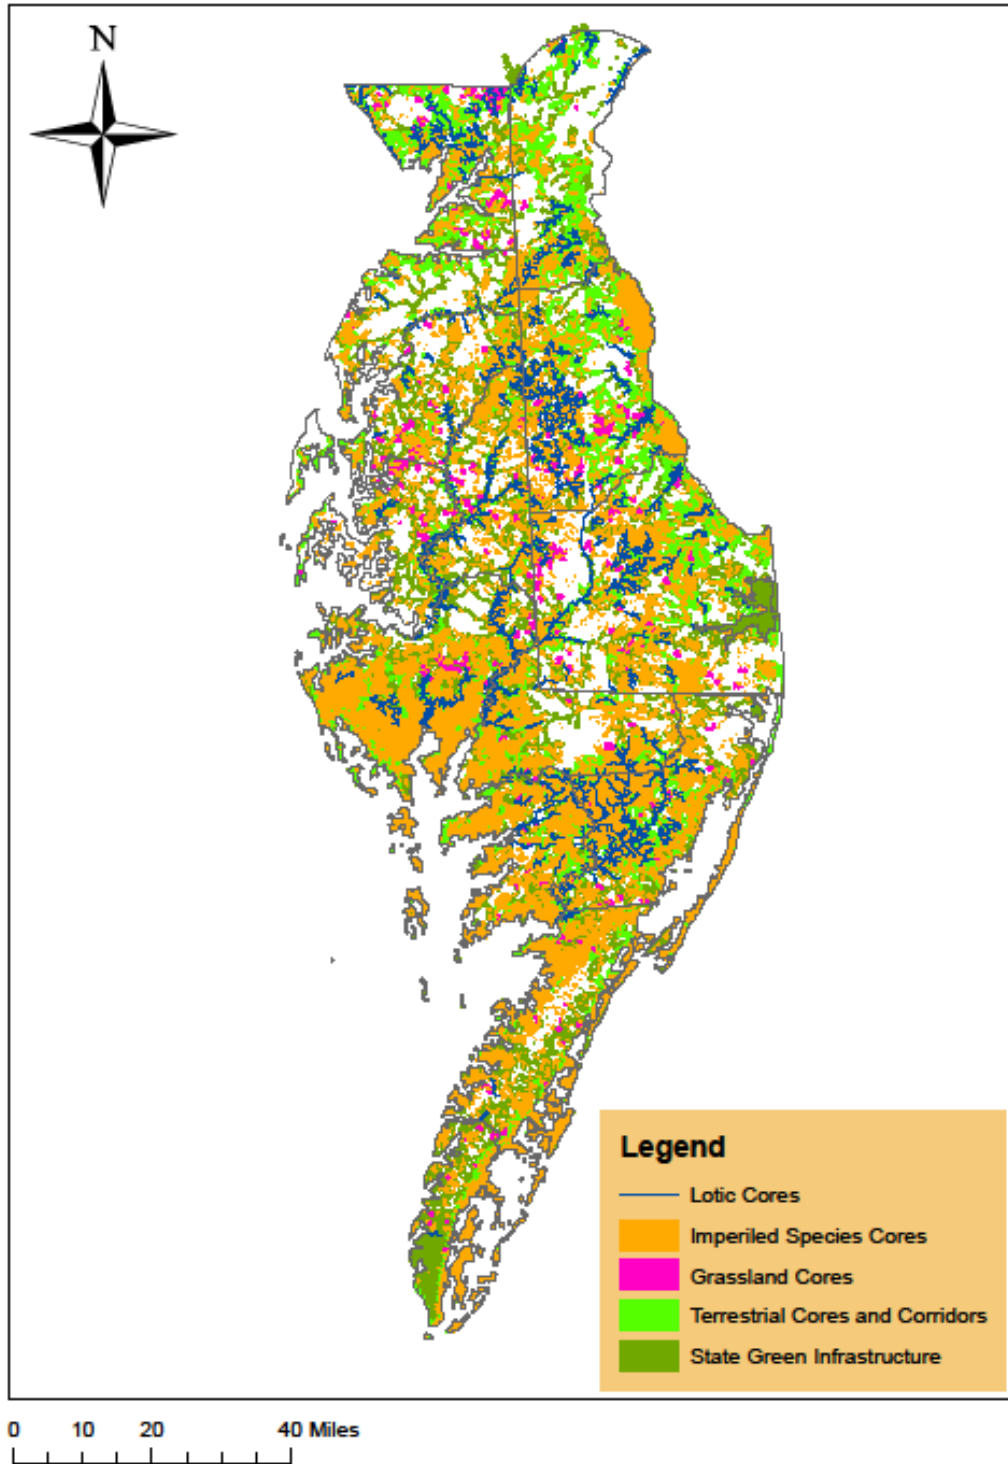 N
Legend
Lotic Cores
Imperiled Species Cores
Grassland Cores
Terrestrial Cores and Corridors
State Green Infrastructure
0 10 20 40 Miles